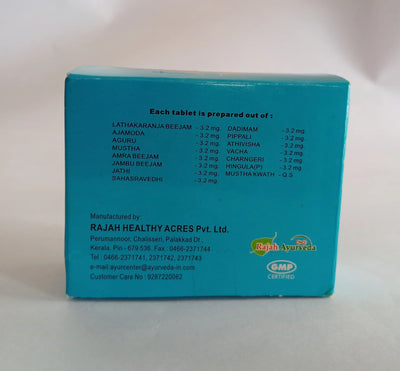 Each tablet is prepared out of :
LATHAKARANJA BEEJAM - 3.2 mg. DADIMAM - 3.2 mg.
AJAMODA - 3.2 mg. PIPPALI - 3.2 mg.
AGURU - 3.2 mg. ATHIVISHA - 3.2 mg.
MUSTHA - 3.2 mg. VACHA - 3.2 mg.
AMRA BEEJAM - 3.2 mg. CHARNGERI - 3.2 mg.
JAMBU BEEJAM - 3.2 mg. HINGULA(P) - 3.2 mg.
JATHI - 3.2 mg. MUSTHA KWATH - Q.S
SAHASRAVEDHI - 3.2 mg.
Manufactured by:
RAJAH HEALTHY ACRES Pvt. Ltd.
Perumannoor, Chalisseri, Palakkad Dt.,
Kerala. Pin - 679 536, Fax -0466-2371744
Tel : 0466-2371741, 2371742, 2371743
e-mail:ayurcenter@ayurveda-in.com
Customer Care No : 9287220082
Rajah Ayurveda
GMP
CERTIFIED